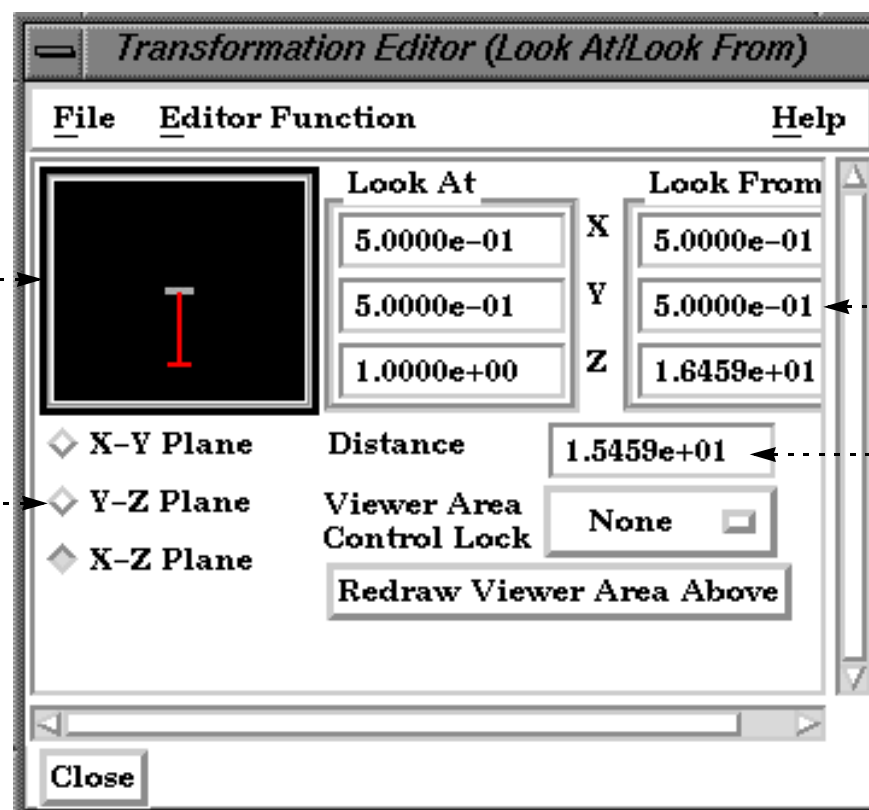 Transformation Editor (Look At/Look From)
File Editor Function Help
Look At Look From
5.0000e-01 X 5.0000e-01
5.0000e-01 Y 5.0000e-01
1.0000e+00 Z 1.6459e+01
X-Y Plane
Y-Z Plane
X-Z Plane
Distance 1.5459e+01
Viewer Area
Control Lock
None
Redraw Viewer Area Above
Close